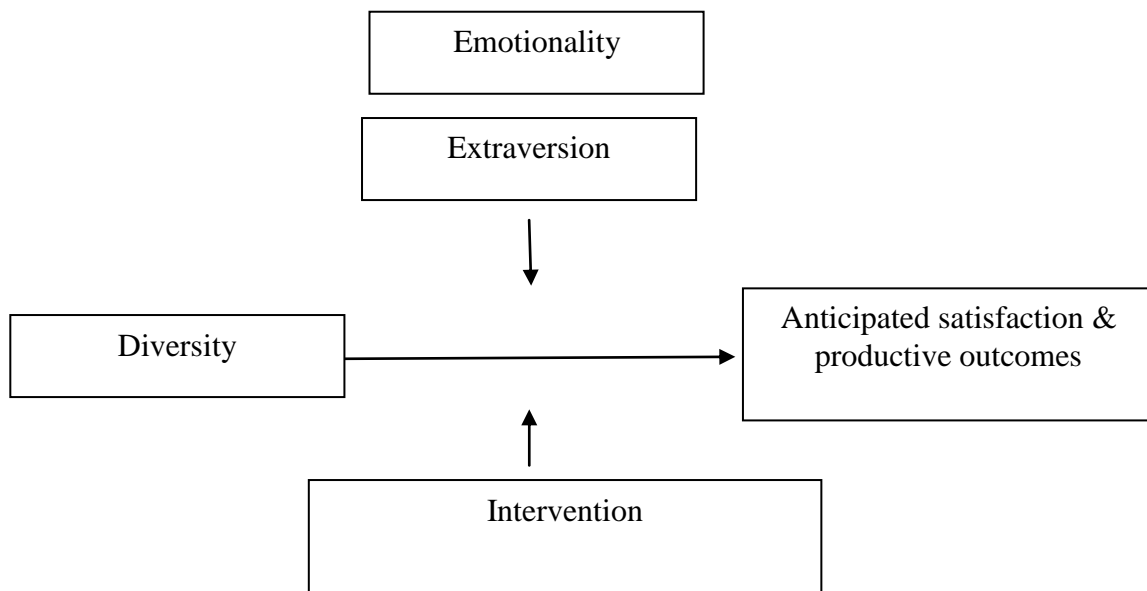 Emotionality
Extraversion
Diversity
Anticipated satisfaction &
productive outcomes
Intervention